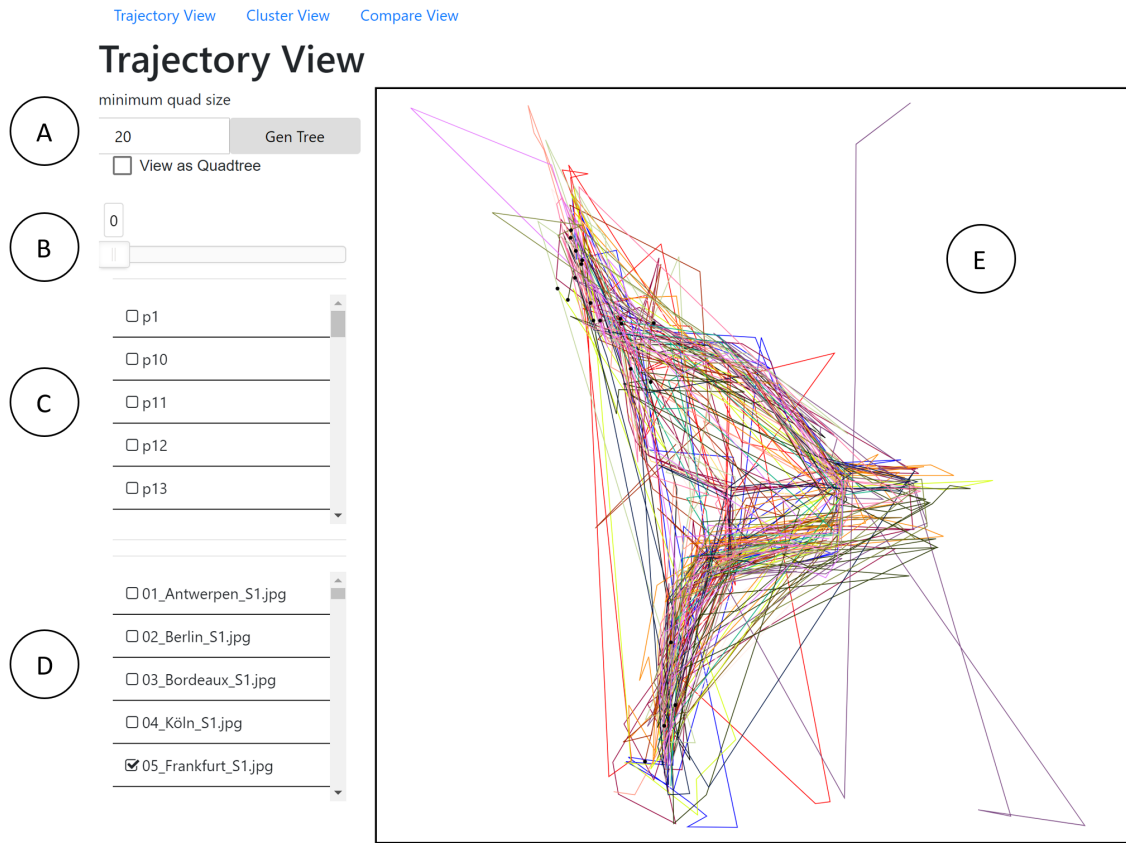 Trajectory View Cluster View Compare View
Trajectory View
minimum quad size
A
20 Gen Tree
View as Quadtree
0
B
E
p1
p10
C
p11
p12
p13
01_Antwerpen_S1.jpg
02_Berlin_S1.jpg
D
03_Bordeaux_S1.jpg
04_Köln_S1.jpg
05_Frankfurt_S1.jpg